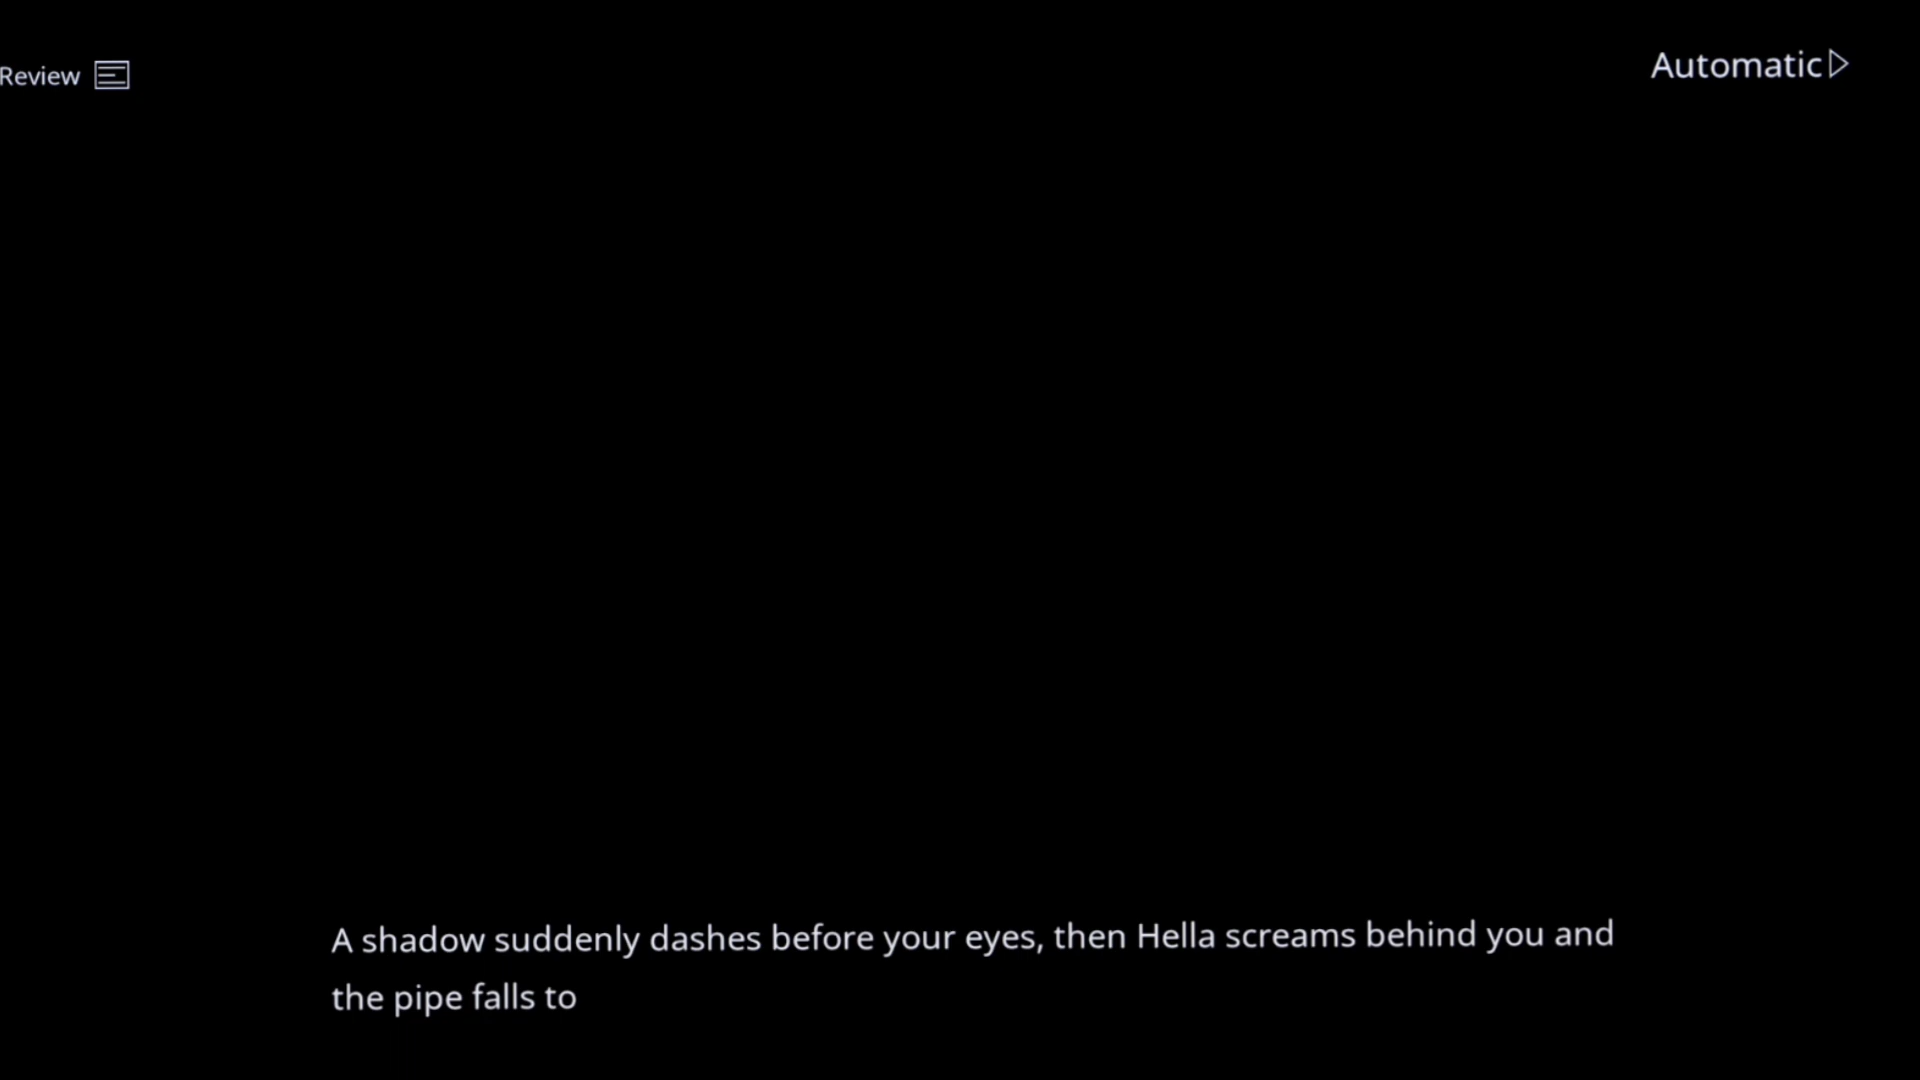 Review
Automatic
A shadow suddenly dashes before your eyes, then Hella screams behind you and
the pipe falls to